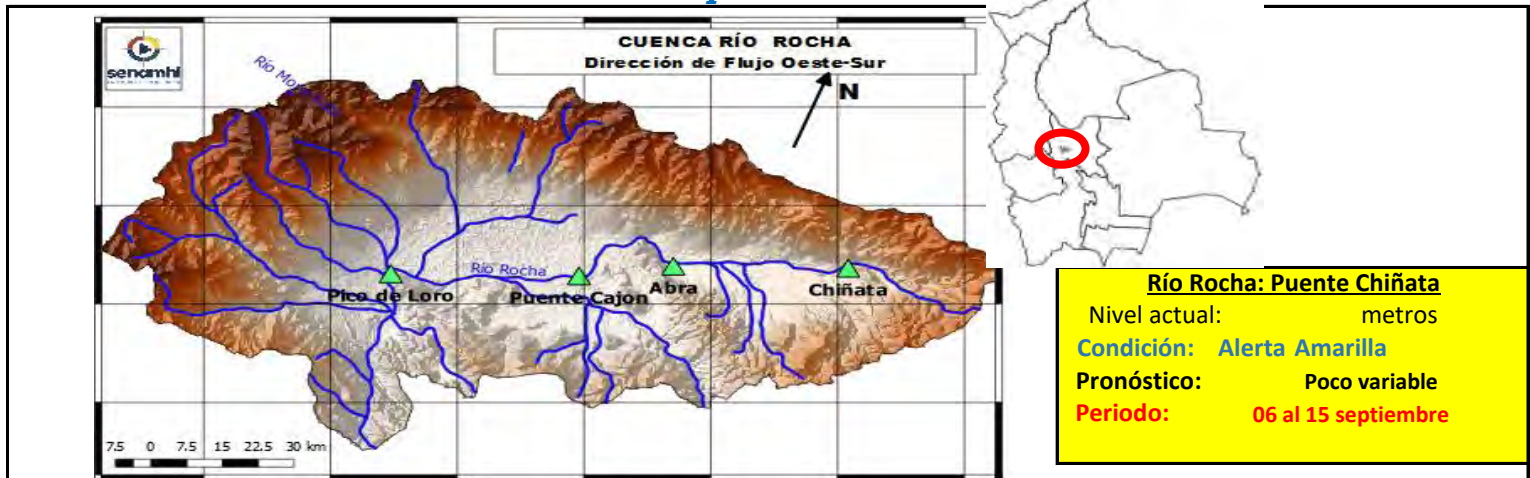 senamhi
CUENCA RÍO ROCHA
Dirección de Flujo Oeste-Sur
N
Río Rocha
Pico de Loro
Puente Cajon
Abra
Chiñata
7.5 0 7.5 15 22.5 30 km
Río Rocha: Puente Chiñata
Nivel actual: metros
Condición: Alerta Amarilla
Pronóstico: Poco variable
Periodo: 06 al 15 septiembre